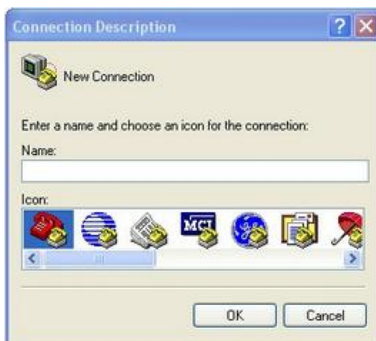 Connection Description
New Connection
Enter a name and choose an icon for the connection:
Name:
Icon:
MCI
OK Cancel